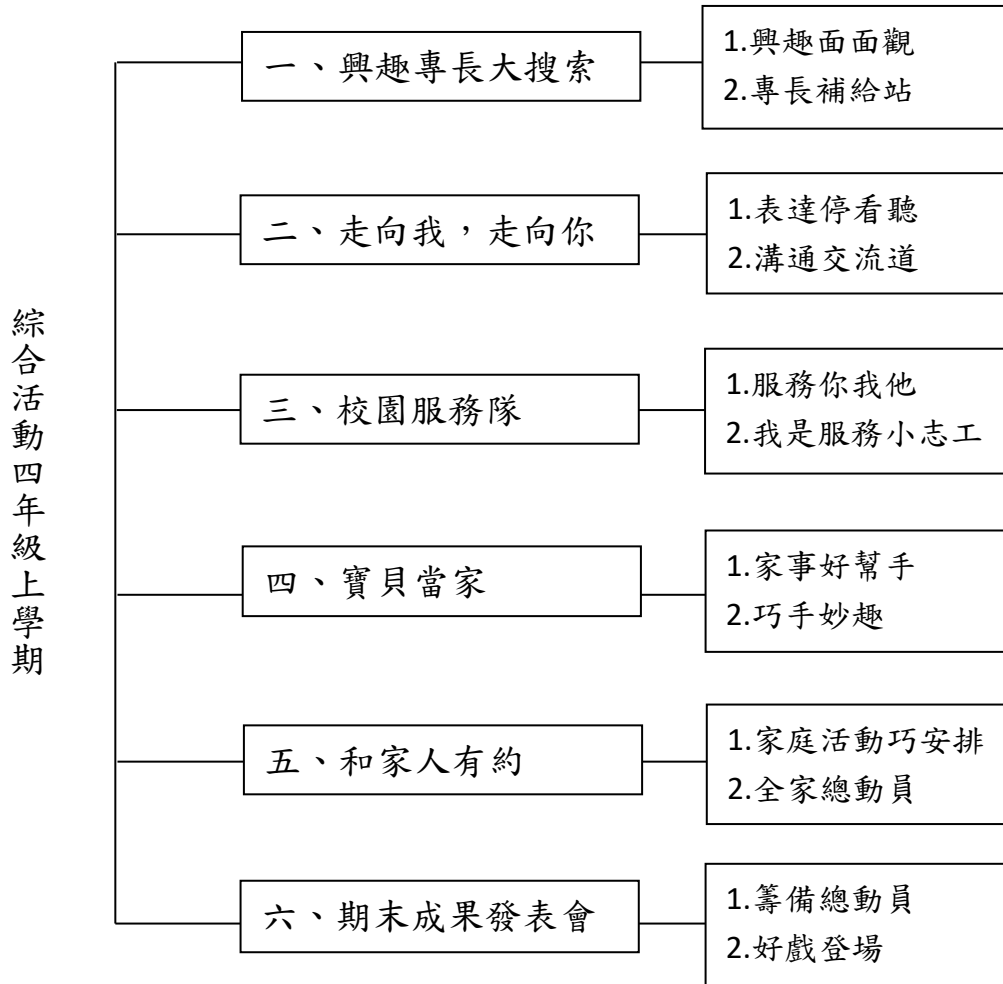 綜合活動四年級上學期
一、興趣專長大搜索
1.興趣面面觀
2.專長補給站
二、走向我，走向你
1.表達停看聽
2.溝通交流道
三、校園服務隊
1.服務你我他
2.我是服務小志工
四、寶貝當家
1.家事好幫手
2.巧手妙趣
五、和家人有約
1.家庭活動巧安排
2.全家總動員
六、期末成果發表會
1.籌備總動員
2.好戲登場